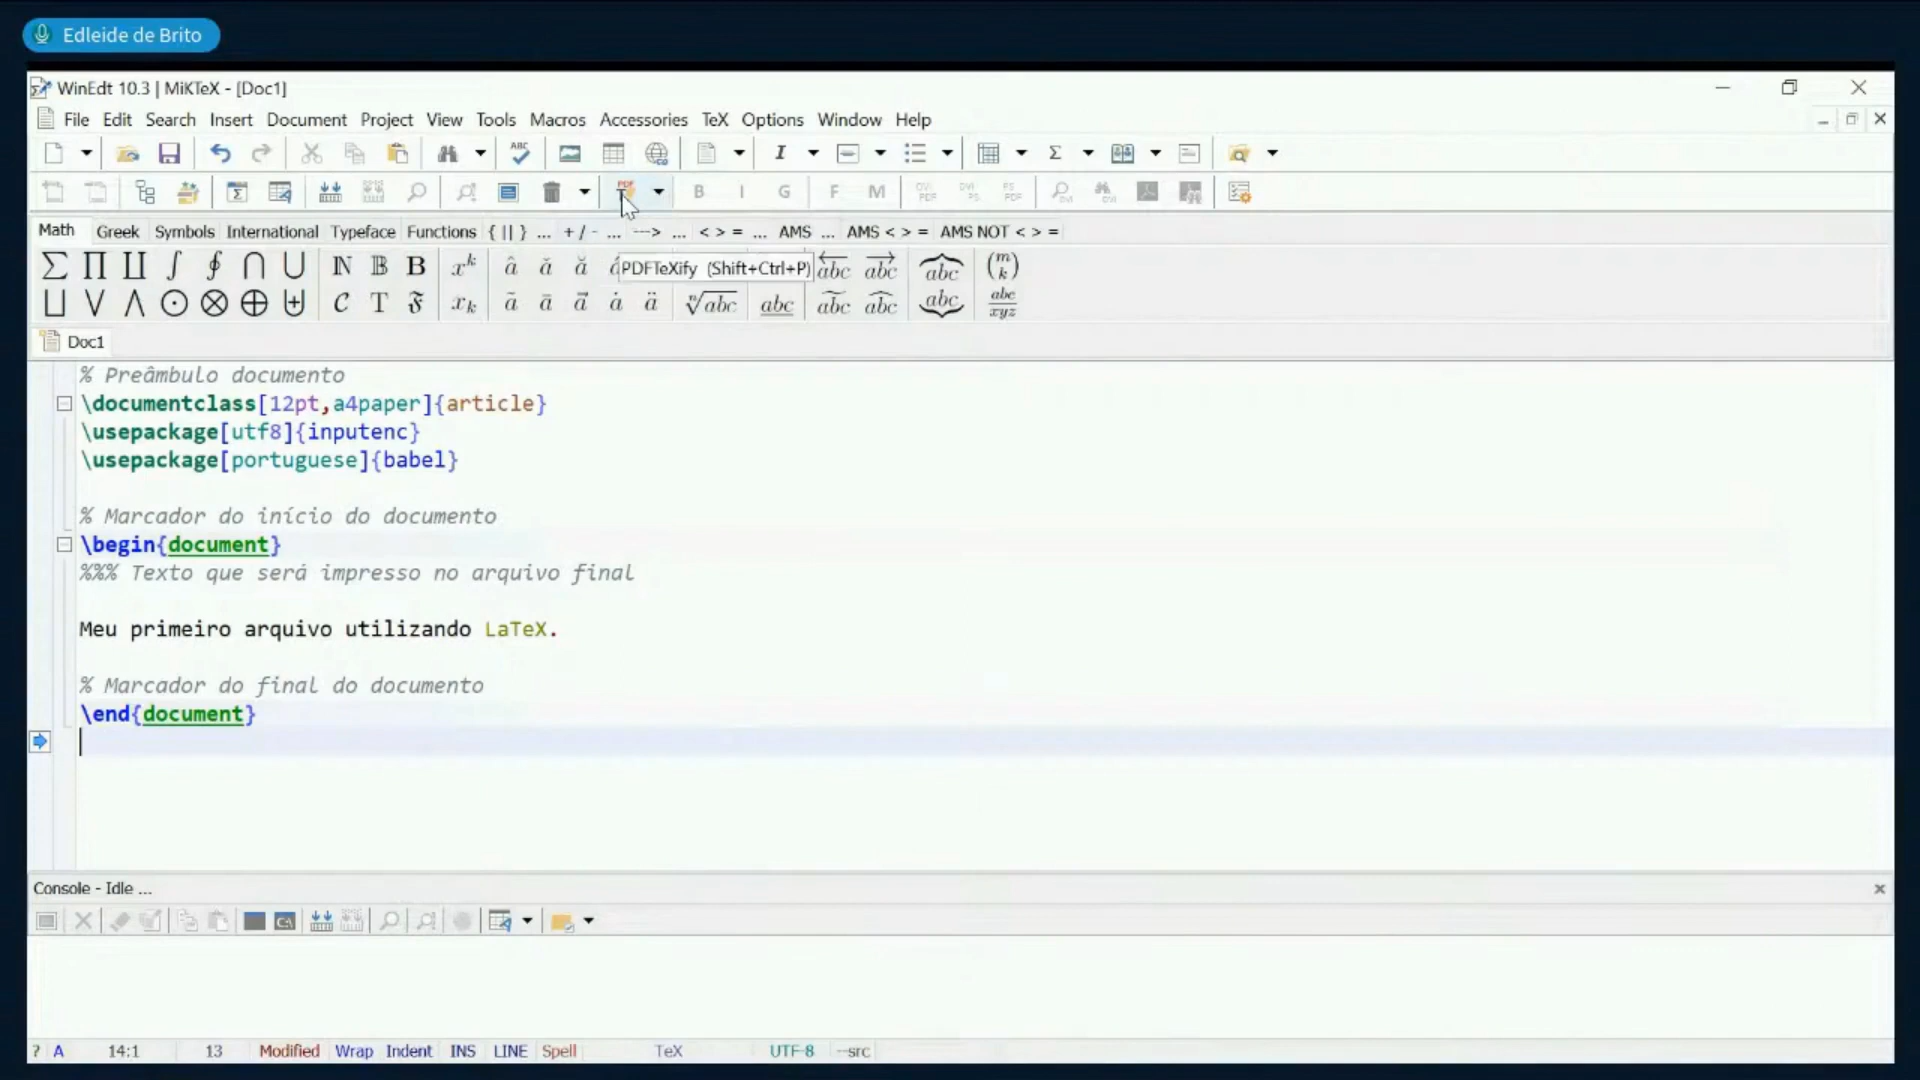 Edleide de Brito
WinEdt 10.3 | MiKTeX - [Doc1]
File Edit Search Insert Document Project View Tools Macros Accessories TeX Options Window Help
Math Greek Symbols International Typeface Functions { || } ... + / - ... --> ... < > = ... AMS ... AMS < > = AMS NOT < > =
PDFTeXify (Shift+Ctrl+P)
Doc1
% Preâmbulo documento
\documentclass[12pt,a4paper]{article}
\usepackage[utf8]{inputenc}
\usepackage[portuguese]{babel}
% Marcador do início do documento
\begin{document}
%%% Texto que será impresso no arquivo final
Meu primeiro arquivo utilizando LaTeX.
% Marcador do final do documento
\end{document}
Console - Idle ...
? A 14:1 13 Modified Wrap Indent INS LINE Spell TeX UTF-8 --src